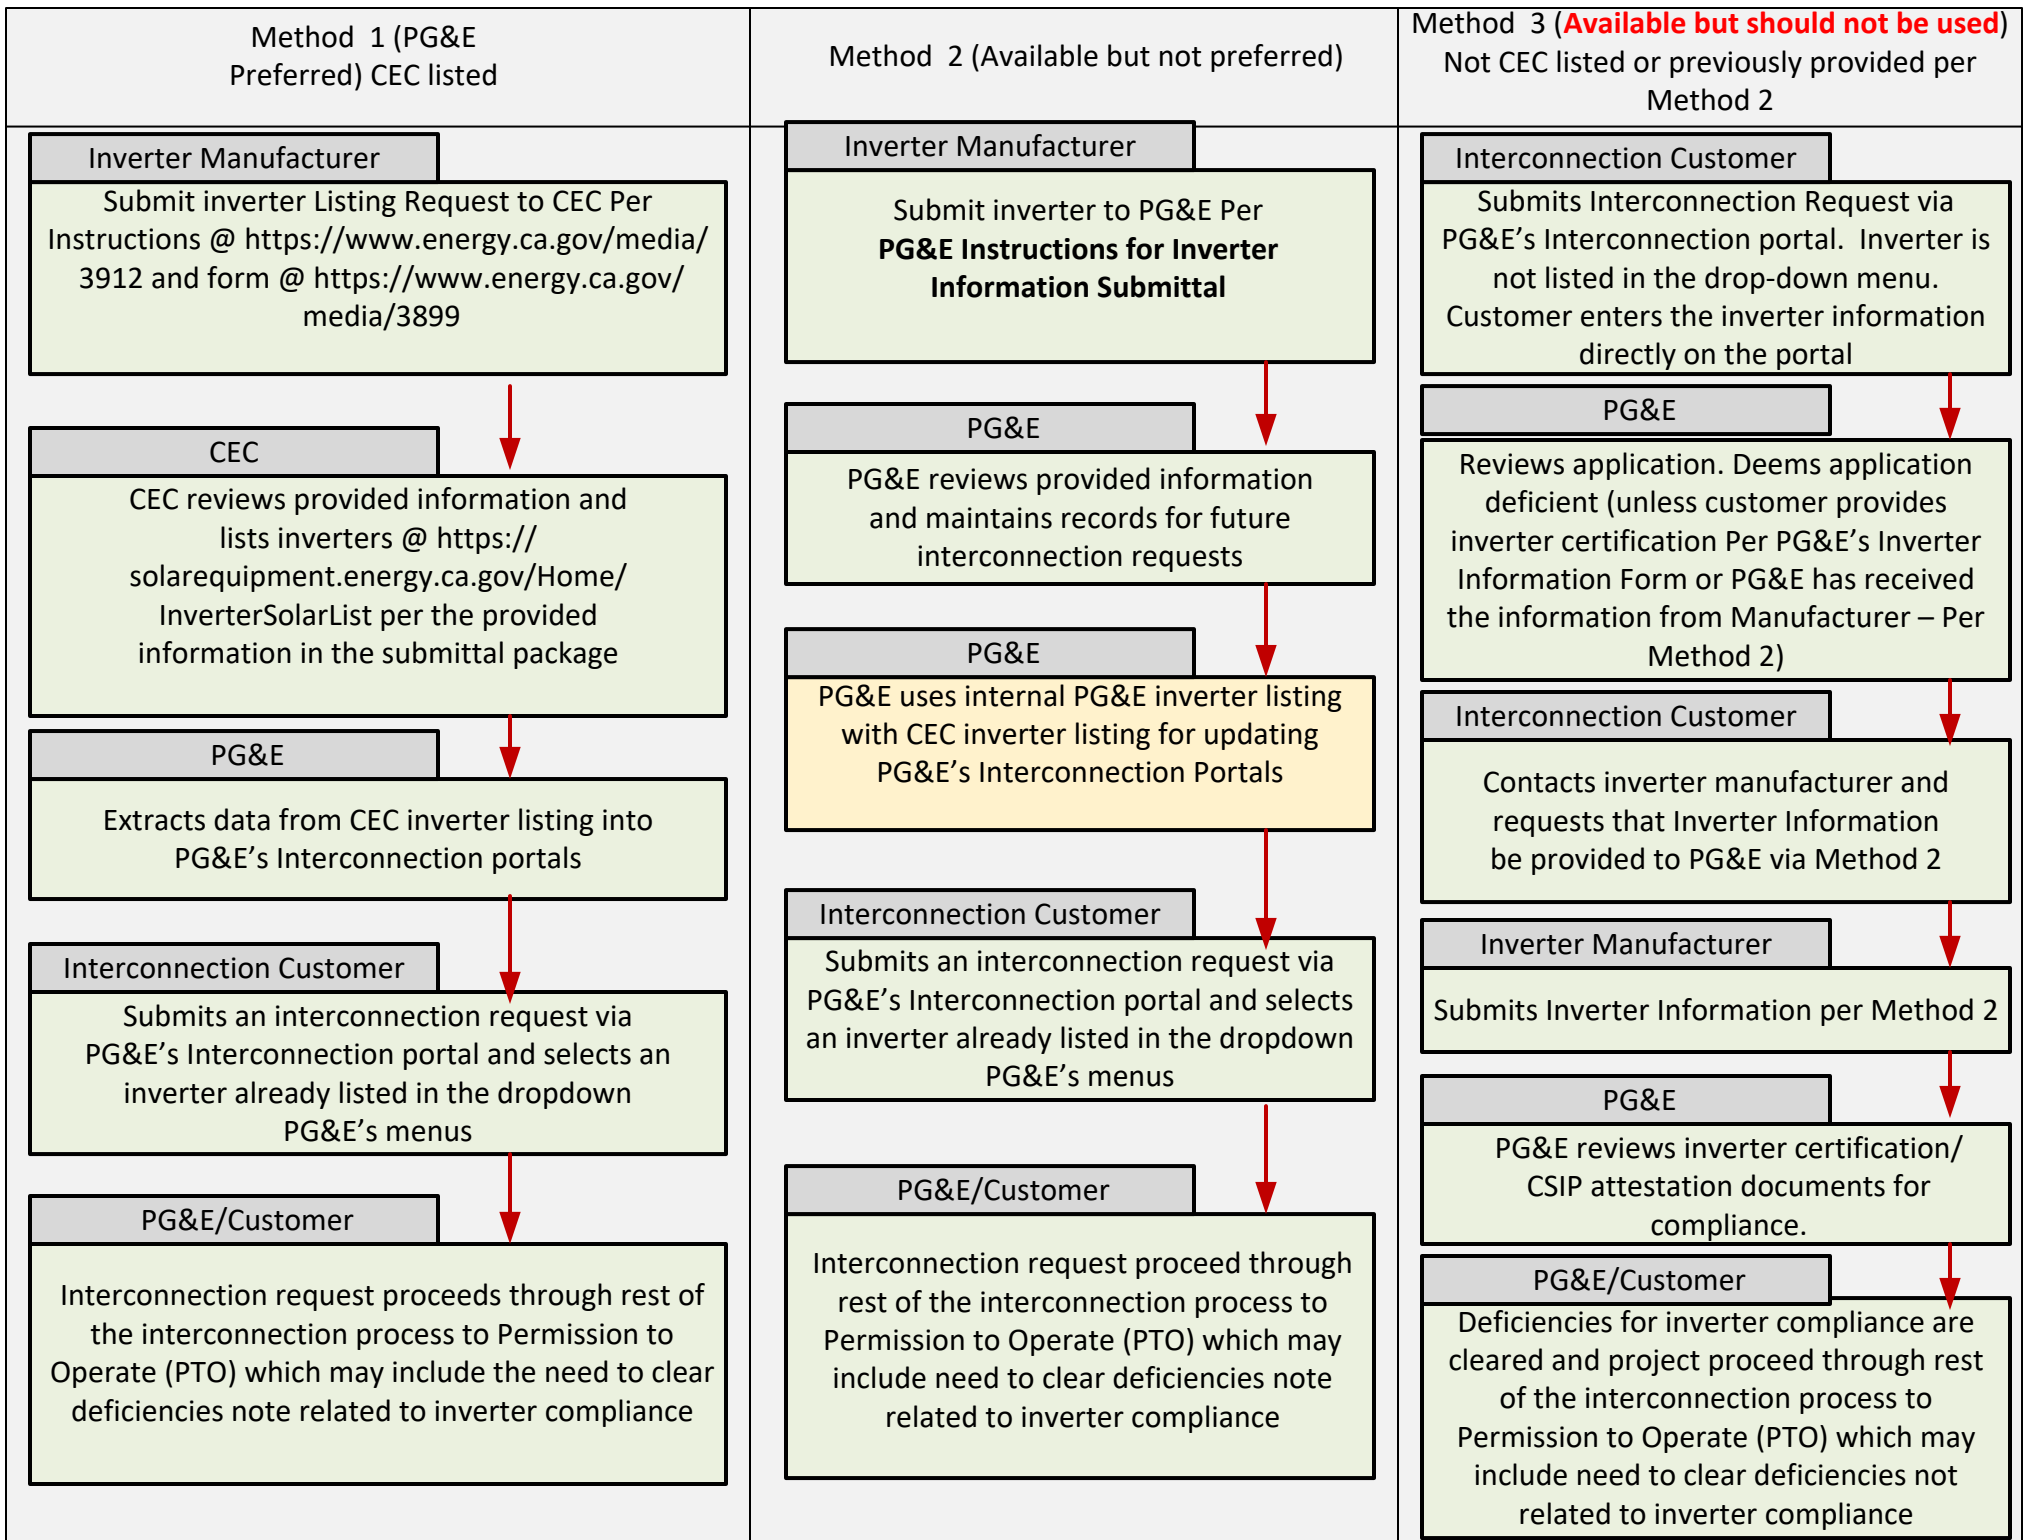 Method  1 (PG&E
Preferred) CEC listed
Inverter Manufacturer
Submit inverter Listing Request to CEC Per
Instructions @ https://www.energy.ca.gov/media/
3912 and form @ https://www.energy.ca.gov/
media/3899
CEC
CEC reviews provided information and
lists inverters @ https://
solarequipment.energy.ca.gov/Home/
InverterSolarList per the provided
information in the submittal package
PG&E
Extracts data from CEC inverter listing into
PG&E’s Interconnection portals
Interconnection Customer
Submits an interconnection request via
PG&E’s Interconnection portal and selects an
inverter already listed in the dropdown
PG&E’s menus
PG&E/Customer
Interconnection request proceeds through rest of
the interconnection process to Permission to
Operate (PTO) which may include the need to clear
deficiencies note related to inverter compliance
Method  2 (Available but not preferred)
Inverter Manufacturer
Submit inverter to PG&E Per
PG&E Instructions for Inverter
Information Submittal
PG&E
PG&E reviews provided information
and maintains records for future
interconnection requests
PG&E
PG&E uses internal PG&E inverter listing
with CEC inverter listing for updating
PG&E’s Interconnection Portals
Interconnection Customer
Submits an interconnection request via
PG&E’s Interconnection portal and selects
an inverter already listed in the dropdown
PG&E’s menus
PG&E/Customer
Interconnection request proceed through
rest of the interconnection process to
Permission to Operate (PTO) which may
include need to clear deficiencies note
related to inverter compliance
Method  3 (Available but should not be used)
Not CEC listed or previously provided per
Method 2
Interconnection Customer
Submits Interconnection Request via
PG&E’s Interconnection portal.  Inverter is
not listed in the drop-down menu.
Customer enters the inverter information
directly on the portal
PG&E
Reviews application. Deems application
deficient (unless customer provides
inverter certification Per PG&E’s Inverter
Information Form or PG&E has received
the information from Manufacturer – Per
Method 2)
Interconnection Customer
Contacts inverter manufacturer and
requests that Inverter Information
be provided to PG&E via Method 2
Inverter Manufacturer
Submits Inverter Information per Method 2
PG&E
PG&E reviews inverter certification/
CSIP attestation documents for
compliance.
PG&E/Customer
Deficiencies for inverter compliance are
cleared and project proceed through rest
of the interconnection process to
Permission to Operate (PTO) which may
include need to clear deficiencies not
related to inverter compliance